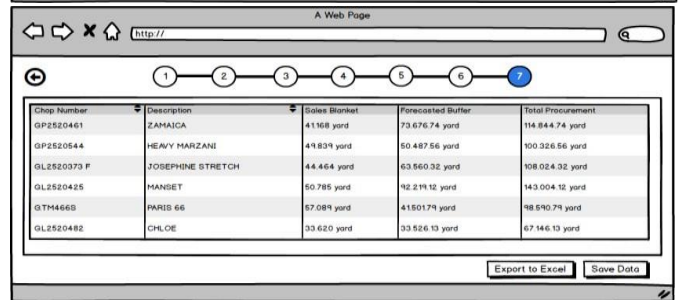 A Web Page
http://
1 2 3 4 5 6 7
Chop Number Description Sales Blanket Forecasted Buffer Total Procurement
GP2520461 ZAMAICA 41.168 yard 73.676.74 yard 114.844.74 yard
GP2520544 HEAVY MARZANI 49.839 yard 50.487.56 yard 100.326.56 yard
GL2520373 F JOSEPHINE STRETCH 44.464 yard 63.560.32 yard 108.024.32 yard
GL2520425 MANSET 50.785 yard 92.219.12 yard 143.004.12 yard
GTM466S PARIS 66 57.089 yard 41.501.79 yard 98.590.79 yard
GL2520482 CHLOE 33.620 yard 33.526.13 yard 67.146.13 yard
Export to Excel Save Data